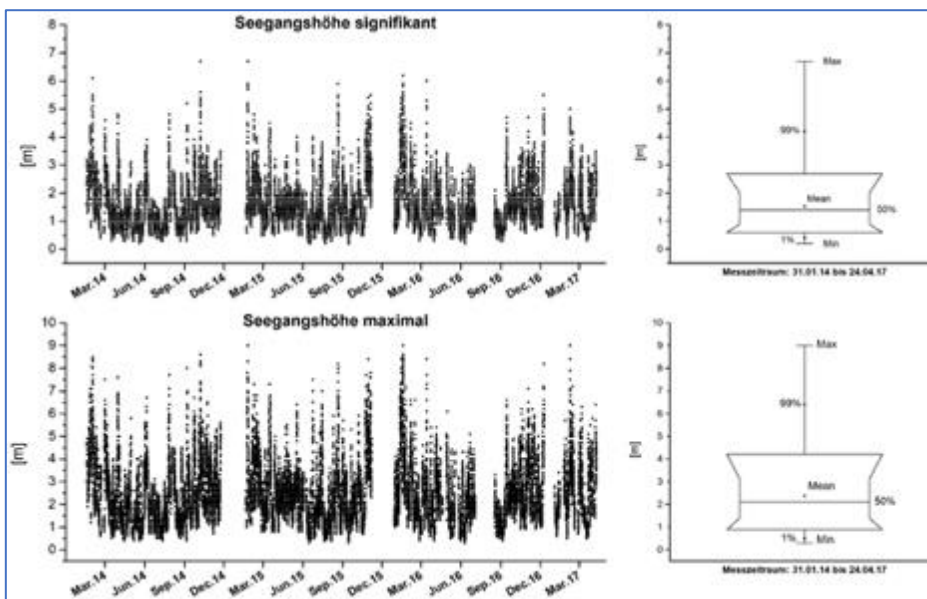 Seegangshöhe signifikant
8
7
6
5
4
3
2
1
0
[m]
Mar.14 Jun.14 Sep.14 Dec.14 Mar.15 Jun.15 Sep.15 Dec.15 Mar.16 Jun.16 Sep.16 Dec.16 Mar.17
8
7
6
5
4
3
2
1
0
[m]
Max
99%
Mean
50%
1%
Min
Messzeitraum: 31.01.14 bis 24.04.17
Seegangshöhe maximal
10
9
8
7
6
5
4
3
2
1
0
[m]
Mar.14 Jun.14 Sep.14 Dec.14 Mar.15 Jun.15 Sep.15 Dec.15 Mar.16 Jun.16 Sep.16 Dec.16 Mar.17
10
9
8
7
6
5
4
3
2
1
0
[m]
Max
99%
Mean
50%
1%
Min
Messzeitraum: 31.01.14 bis 24.04.17